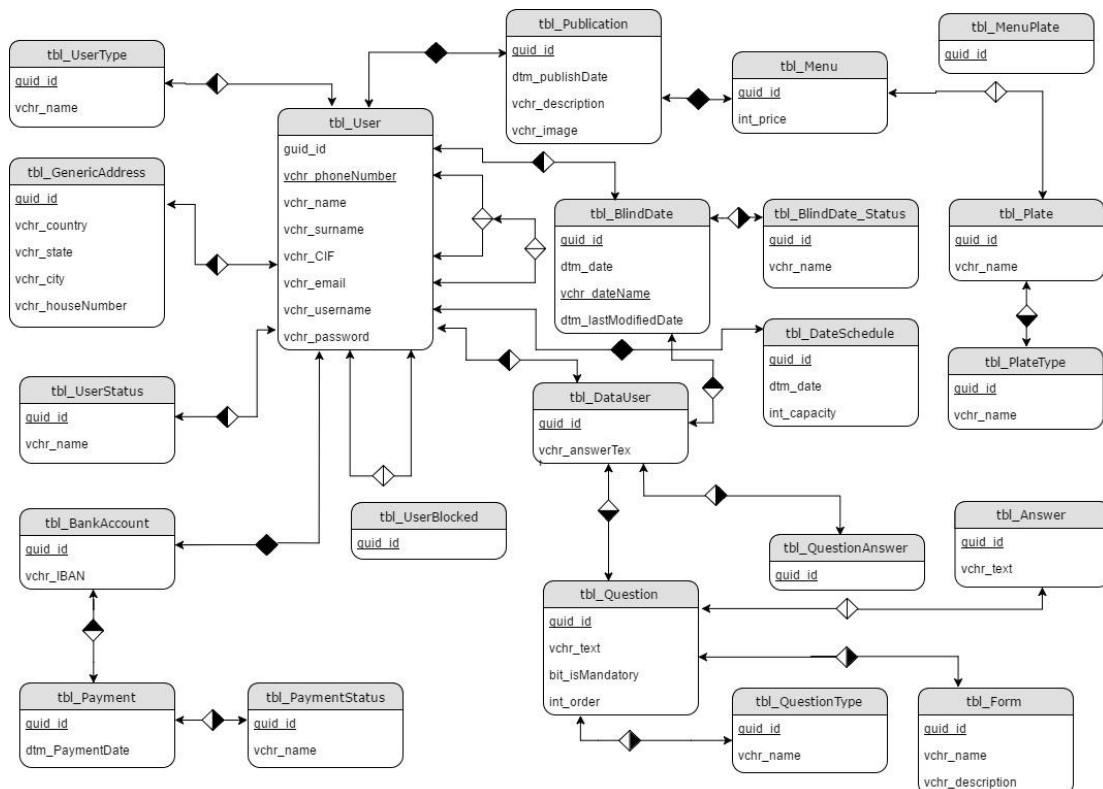 tbl_UserType
guid_id
vchr_name
tbl_GenericAddress
guid_id
vchr_country
vchr_state
vchr_city
vchr_houseNumber
tbl_UserStatus
guid_id
vchr_name
tbl_BankAccount
guid_id
vchr_IBAN
tbl_Payment
guid_id
dtm_PaymentDate
tbl_PaymentStatus
guid_id
vchr_name
tbl_User
guid_id
vchr_phoneNumber
vchr_name
vchr_surname
vchr_CIF
vchr_email
vchr_username
vchr_password
tbl_UserBlocked
guid_id
tbl_Publication
guid_id
dtm_publishDate
vchr_description
vchr_image
tbl_Menu
guid_id
int_price
tbl_MenuPlate
guid_id
tbl_BlindDate
guid_id
dtm_date
vchr_dateName
dtm_lastModifiedDate
tbl_BlindDate_Status
guid_id
vchr_name
tbl_Plate
guid_id
vchr_name
tbl_DateSchedule
guid_id
dtm_date
int_capacity
tbl_PlateType
guid_id
vchr_name
tbl_DataUser
guid_id
vchr_answerTex
tbl_QuestionAnswer
guid_id
tbl_Answer
guid_id
vchr_text
tbl_Question
guid_id
vchr_text
bit_isMandatory
int_order
tbl_QuestionType
guid_id
vchr_name
tbl_Form
guid_id
vchr_name
vchr_description